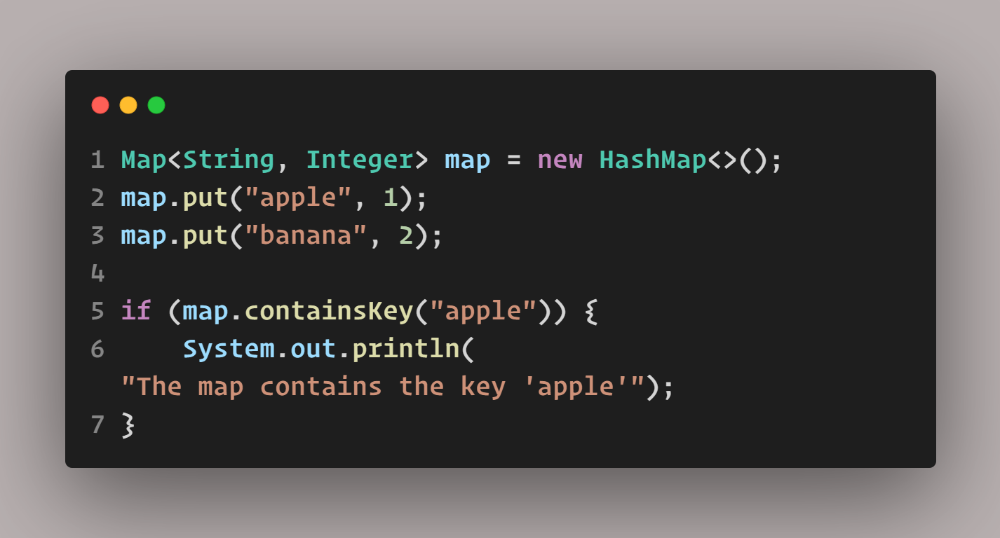 1 Map<String, Integer> map = new HashMap<>();
2 map.put("apple", 1);
3 map.put("banana", 2);
4
5 if (map.containsKey("apple")) {
6     System.out.println(
"The map contains the key 'apple'");
7 }